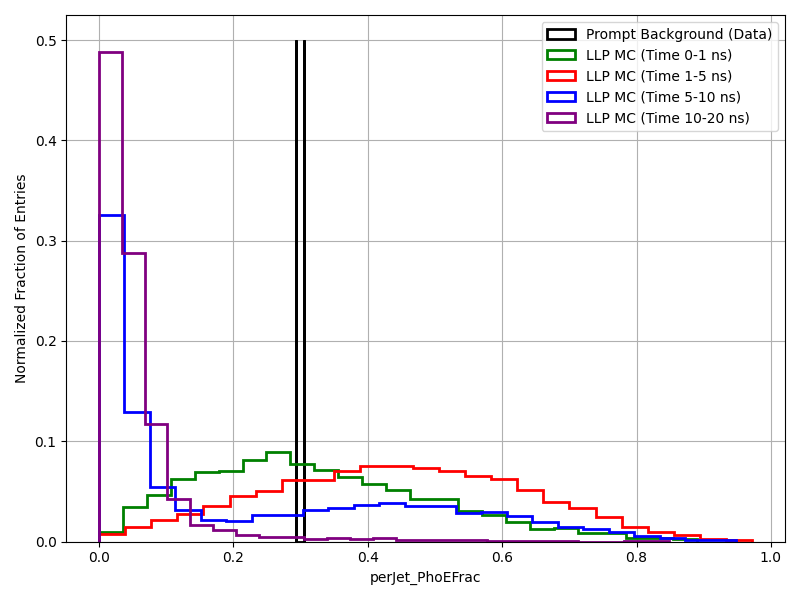 Prompt Background (Data)
LLP MC (Time 0-1 ns)
LLP MC (Time 1-5 ns)
LLP MC (Time 5-10 ns)
LLP MC (Time 10-20 ns)
Normalized Fraction of Entries
0.5
0.4
0.3
0.2
0.1
0.0
0.0 0.2 0.4 0.6 0.8 1.0
perJet_PhoEFrac